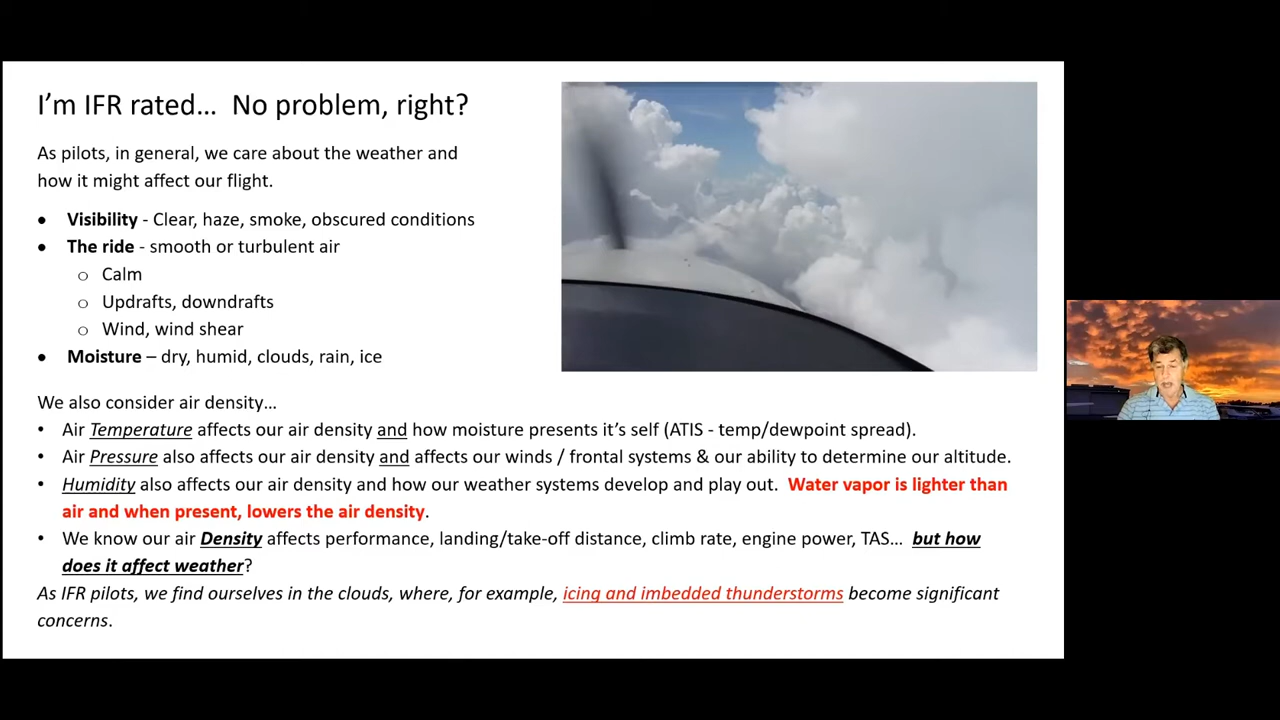 I'm IFR rated... No problem, right?
As pilots, in general, we care about the weather and
how it might affect our flight.
• Visibility - Clear, haze, smoke, obscured conditions
• The ride - smooth or turbulent air
o Calm
o Updrafts, downdrafts
o Wind, wind shear
• Moisture – dry, humid, clouds, rain, ice
We also consider air density...
• Air Temperature affects our air density and how moisture presents it's self (ATIS - temp/dewpoint spread).
• Air Pressure also affects our air density and affects our winds / frontal systems & our ability to determine our altitude.
• Humidity also affects our air density and how our weather systems develop and play out. Water vapor is lighter than
air and when present, lowers the air density.
• We know our air Density affects performance, landing/take-off distance, climb rate, engine power, TAS... but how
does it affect weather?
As IFR pilots, we find ourselves in the clouds, where, for example, icing and imbedded thunderstorms become significant
concerns.